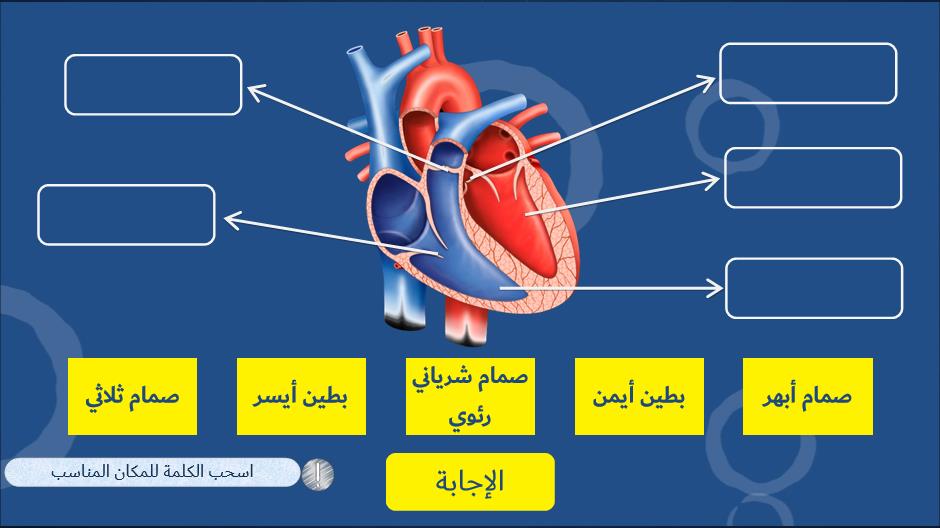 صمام أبهر
بطين أيمن
صمام شرياني
رئوي
بطين أيسر
صمام ثلاثي
اسحب الكلمة للمكان المناسب
!
الإجابة